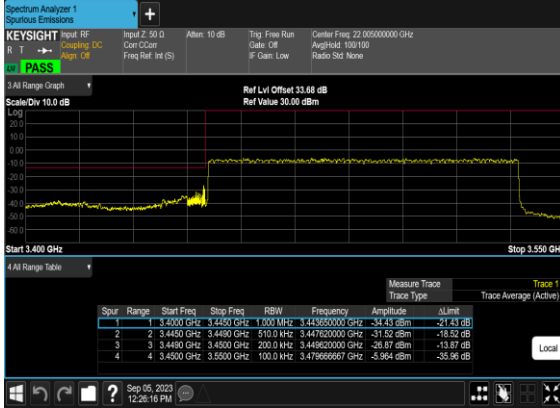 Spectrum Analyzer 1
Spurious Emissions
+
KEYSIGHT Input: RF Input Z: 50 Ω Atten: 10 dB Trig: Free Run Center Freq: 22.005000000 GHz
R T Coupling: DC Corr CCorr Gate: Off Avg|Hold: 100/100
Align: Off Freq Ref: Int (S) IF Gain: Low Radio Std: None
PASS
3 All Range Graph Ref Lvl Offset 33.68 dB
Scale/Div 10.0 dB Ref Value 30.00 dBm
Log
20.0
10.0
0.00
-10.0
-20.0
-30.0
-40.0
-50.0
-60.0
Start 3.400 GHz Stop 3.550 GH
4 All Range Table
Measure Trace Trace 1
Trace Type Trace Average (Active)
Spur Range Start Freq Stop Freq RBW Frequency Amplitude ΔLimit
1 1 3.4000 GHz 3.4450 GHz 1.000 MHz 3.443650000 GHz -34.43 dBm -21.43 dB
2 2 3.4450 GHz 3.4490 GHz 510.0 kHz 3.447620000 GHz -31.52 dBm -18.52 dB
3 3 3.4490 GHz 3.4500 GHz 200.0 kHz 3.449620000 GHz -26.87 dBm -13.87 dB
4 4 3.4500 GHz 3.5500 GHz 100.0 kHz 3.479666667 GHz -5.964 dBm -35.96 dB
Local
? Sep 05, 2023
12:26:16 PM